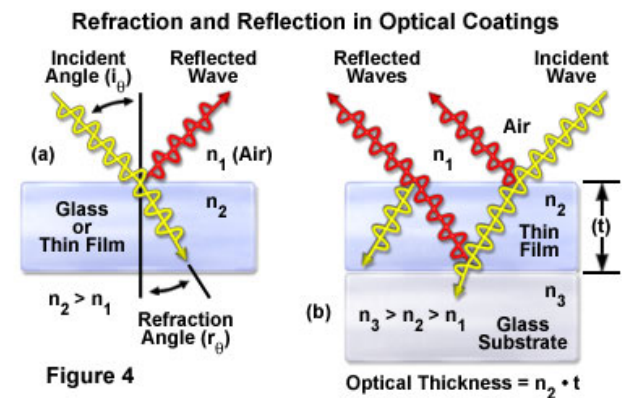 Refraction and Reflection in Optical Coatings
Incident
Angle (iθ)
Reflected
Wave
(a)
n1 (Air)
Glass
or
Thin Film
n2
n2 > n1
Refraction
Angle (rθ)
Figure 4
Reflected
Waves
Incident
Wave
Air
n1
n2
Thin
Film
(t)
n3
(b)
n3 > n2 > n1
Glass
Substrate
Optical Thickness = n2 • t